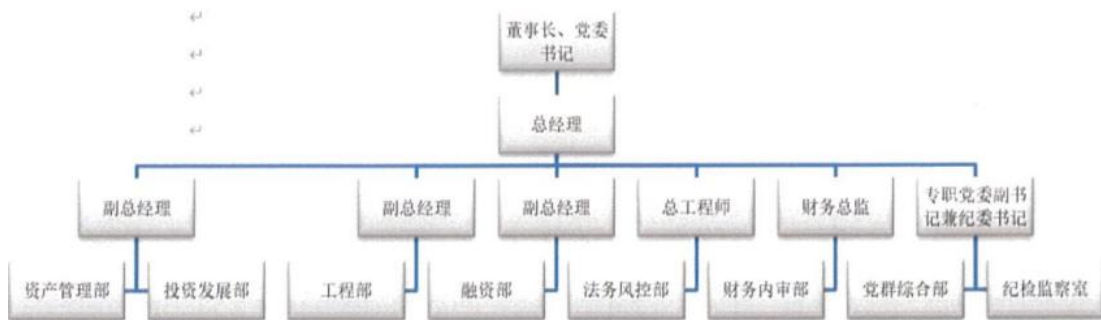 董事长、党委
书记
总经理
副总经理
副总经理
副总经理
总工程师
财务总监
专职党委副书
记兼纪委书记
资产管理部
投资发展部
工程部
融资部
法务风控部
财务内审部
党群综合部
纪检监察室